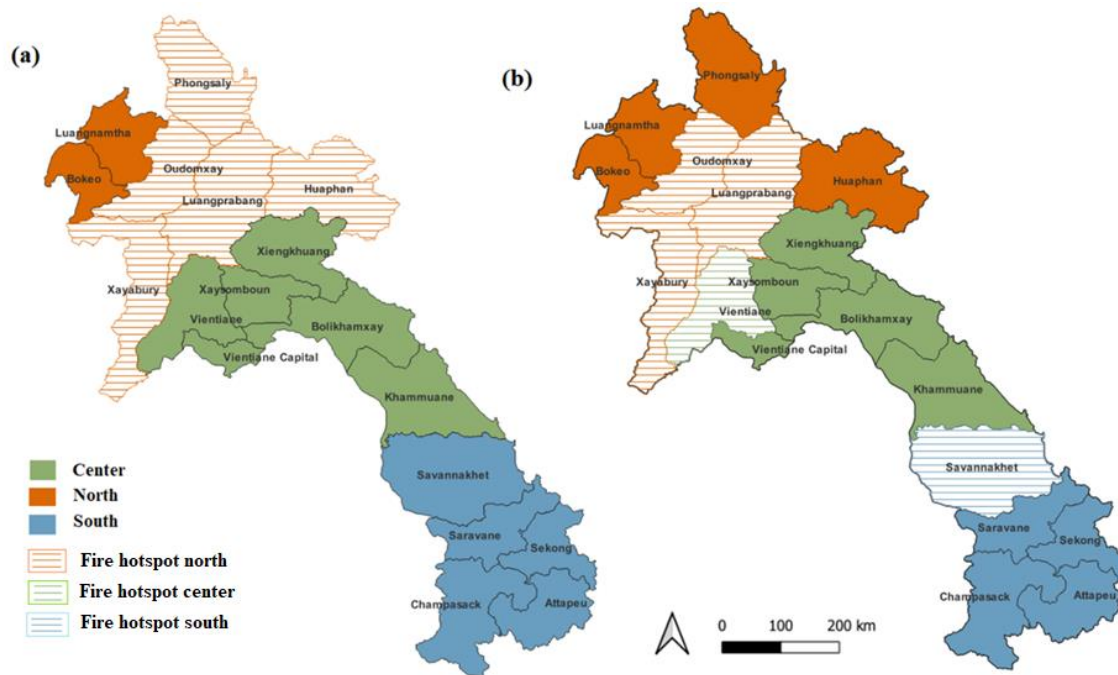 (a)
Phongsaly
Luangnamtha
Oudomxay
Bokeo
Huaphan
Luangprabang
Xiengkhuang
Xayabury
Xaysomboun
Vientiane
Bolikhamxay
Vientiane Capital
Khammuane
Savannakhet
Saravane
Sekong
Champasack
Attapeu
Center
North
South
Fire hotspot north
Fire hotspot center
Fire hotspot south
(b)
Phongsaly
Luangnamtha
Oudomxay
Bokeo
Huaphan
Luangprabang
Xiengkhuang
Xayabury
Xaysomboun
Vientiane
Bolikhamxay
Vientiane Capital
Khammuane
Savannakhet
Saravane
Sekong
Champasack
Attapeu
0 100 200 km